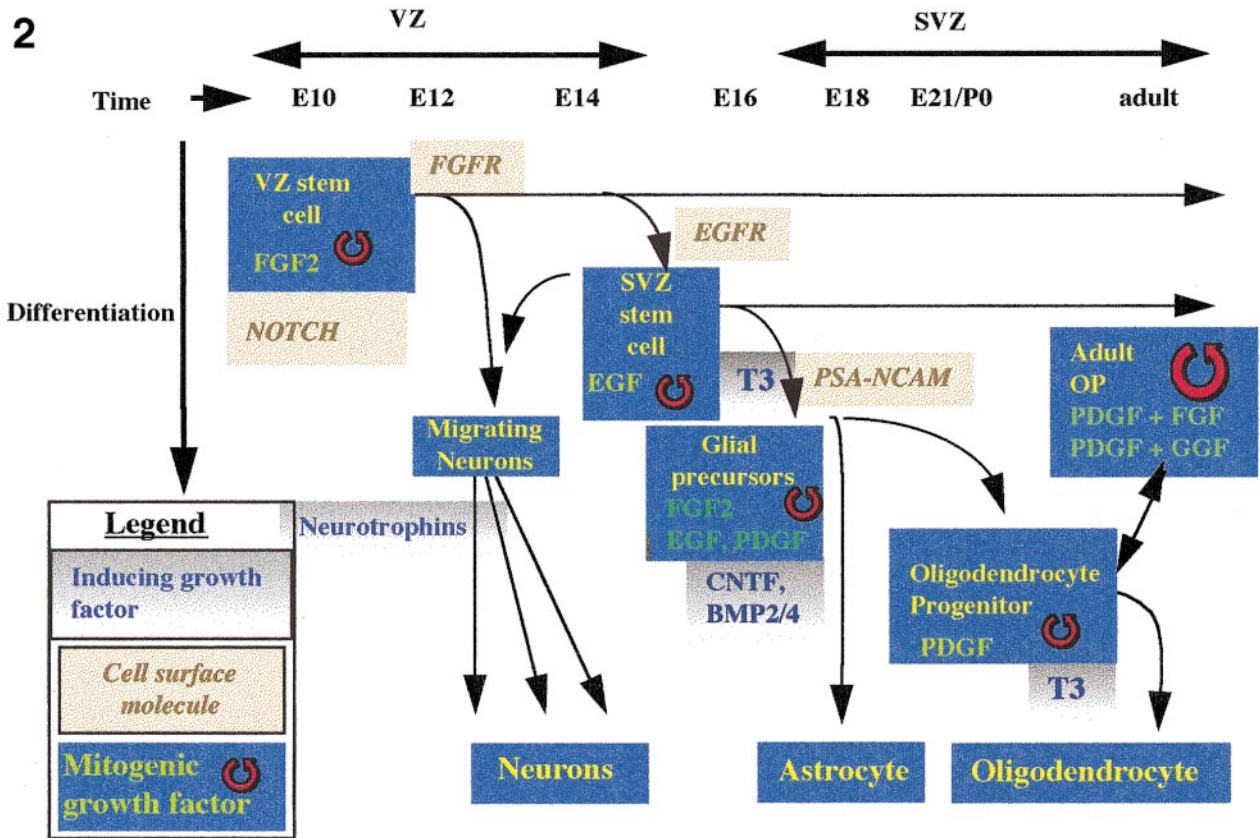 2
VZ
SVZ
Time
E10
E12
E14
E16
E18
E21/P0
adult
FGFR
VZ stem
cell
FGF2
EGFR
NOTCH
Differentiation
SVZ
stem
cell
EGF
T3
PSA-NCAM
Adult
OP
PDGF + FGF
PDGF + GGF
Migrating
Neurons
Glial
precursors
FGF2
EGF, PDGF
CNTF,
BMP2/4
Neurotrophins
Oligodendrocyte
Progenitor
PDGF
T3
Legend
Inducing growth
factor
Cell surface
molecule
Mitogenic
growth factor
Neurons
Astrocyte
Oligodendrocyte